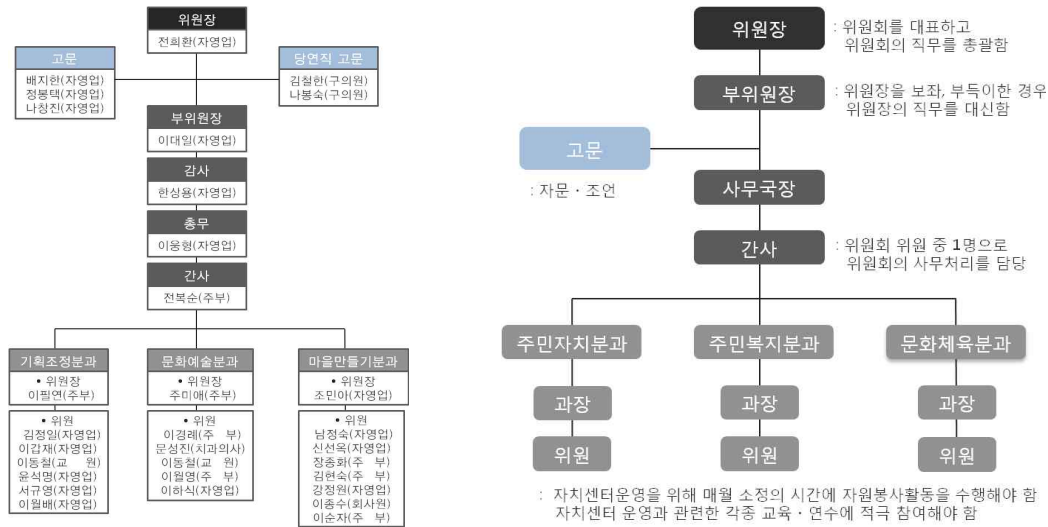 위원장
전희환(자영업)
고문
배지한(자영업)
정봉택(자영업)
나창진(자영업)
당연직 고문
김철한(구의원)
나봉숙(구의원)
부위원장
이대일(자영업)
감사
한상용(자영업)
총무
이웅형(자영업)
간사
전복순(주부)
기획조정분과
• 위원장
이필연(주부)
• 위원
김정일(자영업)
이갑재(자영업)
이동철(교 원)
윤석명(자영업)
서규영(자영업)
이월배(자영업)
문화예술분과
• 위원장
주미애(주부)
• 위원
이경례(주 부)
문성진(치과의사)
이동철(교 원)
이월영(주 부)
이하식(자영업)
마을만들기분과
• 위원장
조민아(자영업)
• 위원
남정숙(자영업)
신선옥(자영업)
장종화(주 부)
김현숙(주 부)
강정원(자영업)
이종수(회사원)
이순자(주 부)
위원장
: 위원회를 대표하고
위원회의 직무를 총괄함
부위원장
: 위원장을 보좌, 부득이한 경우
위원장의 직무를 대신함
고문
: 자문 · 조언
사무국장
간사
: 위원회 위원 중 1명으로
위원회의 사무처리를 담당
주민자치분과
주민복지분과
문화체육분과
과장
과장
과장
위원
위원
위원
: 자치센터운영을 위해 매월 소정의 시간에 자원봉사활동을 수행해야 함
자치센터 운영과 관련한 각종 교육 · 연수에 적극 참여해야 함